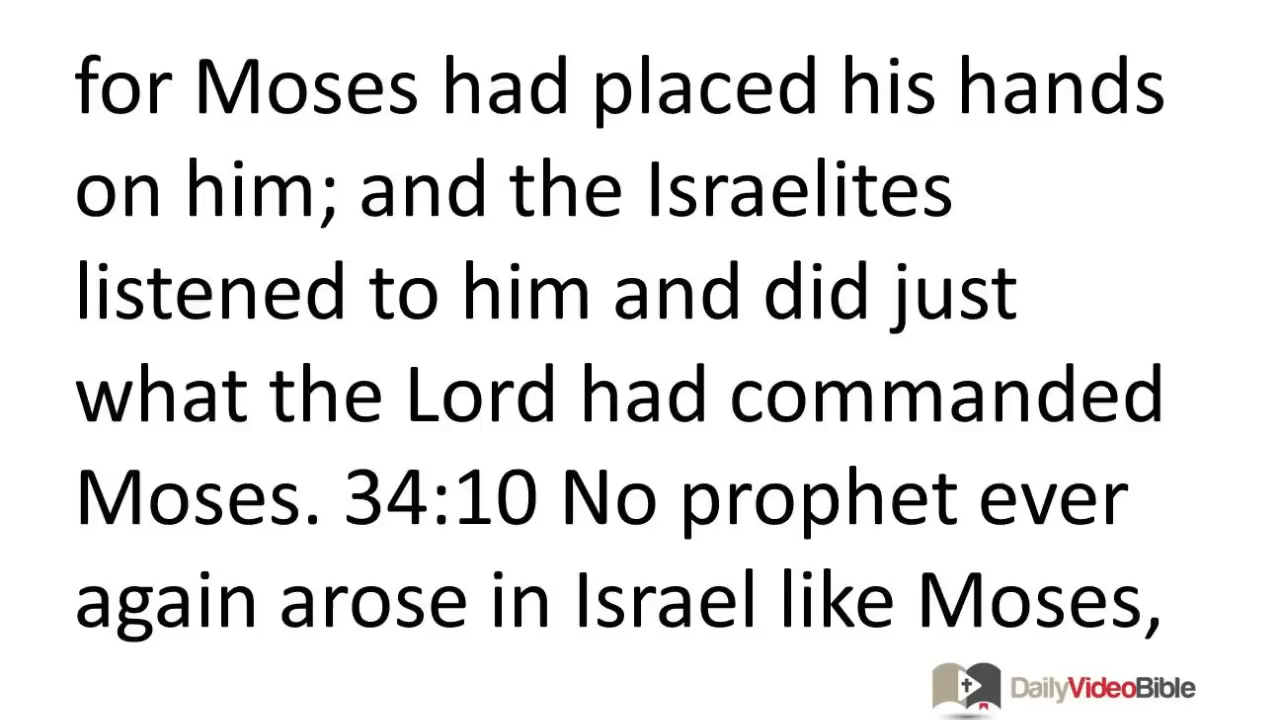 for Moses had placed his hands
on him; and the Israelites
listened to him and did just
what the Lord had commanded
Moses. 34:10 No prophet ever
again arose in Israel like Moses,
DailyVideoBible